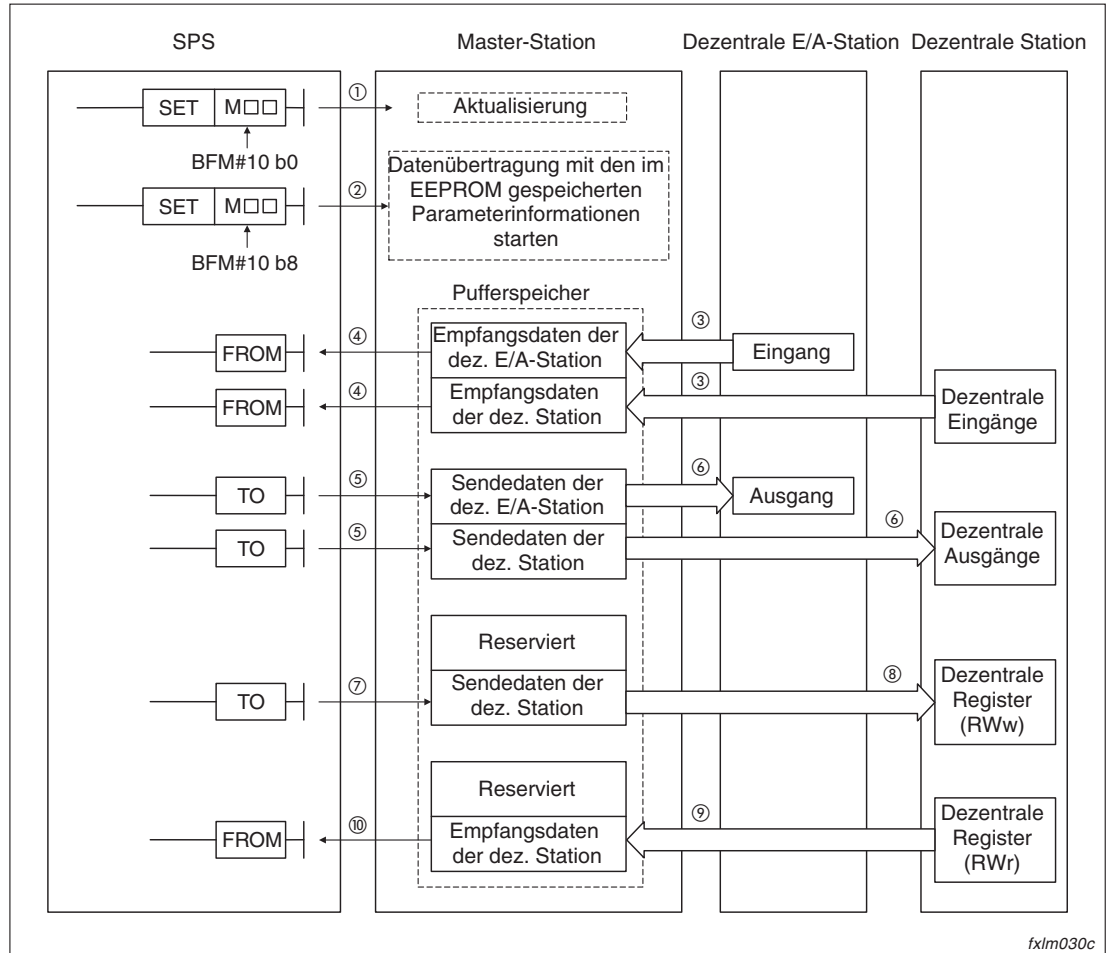 SPS
Master-Station
Dezentrale E/A-Station
Dezentrale Station
SET M□□
①
Aktualisierung
BFM#10 b0
SET M□□
②
Datenübertragung mit den im
EEPROM gespeicherten
Parameterinformationen
starten
BFM#10 b8
Pufferspeicher
FROM
④
Empfangsdaten der
dez. E/A-Station
③
Eingang
FROM
④
Empfangsdaten
der dez. Station
③
Dezentrale
Eingänge
TO
⑤
Sendedaten der
dez. E/A-Station
⑥
Ausgang
TO
⑤
Sendedaten der
dez. Station
⑥
Dezentrale
Ausgänge
Reserviert
TO
⑦
Sendedaten der
dez. Station
⑧
Dezentrale
Register
(RWw)
Reserviert
FROM
⑩
Empfangsdaten
der dez. Station
⑨
Dezentrale
Register
(RWr)
fxlm030c